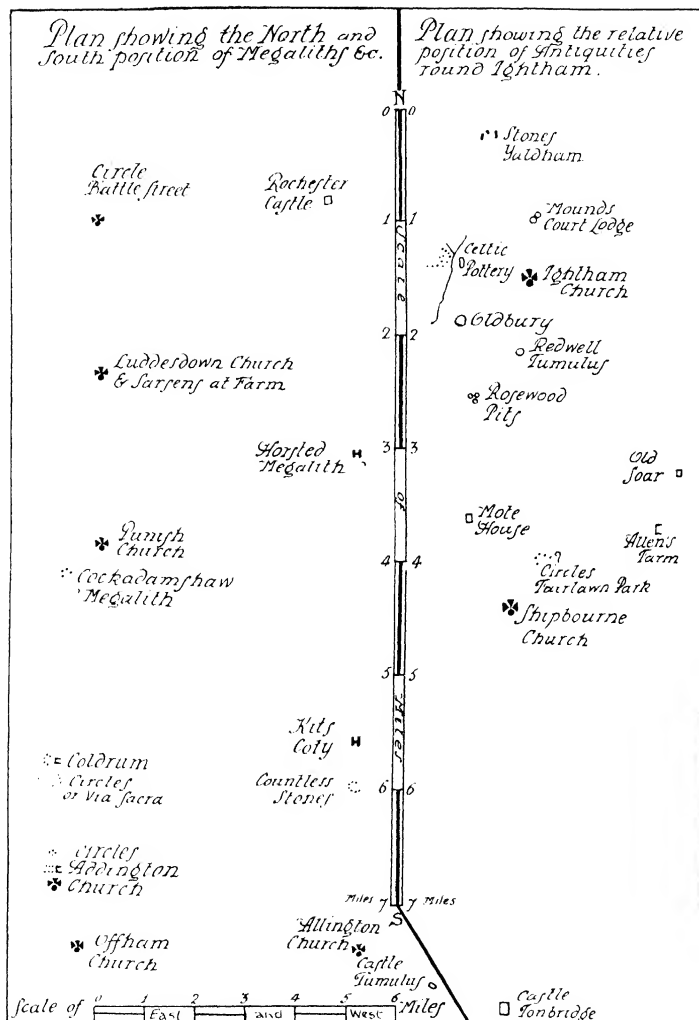 Plan showing the North and
South position of Megaliths &c.
Plan showing the relative
position of Antiquities
round Ightham.
N
0 0
Circle
Battle street
Rochester
Castle
1 1
Scale
2 2
Luddesdown Church
& Sarsens at Farm
Horsted
Megalith
3 3
of
Punish
Church
4 4
Cockadamshaw
Megalith
5 5
Miles
Kits
Coty
Coldrum
Circles
or Via Sacra
Countless
Stones
6 6
Circles
Addington
Church
Miles 7 7 Miles
S
Offham
Church
Allington
Church
Castle
Tumulus
Stones
Yaldham
Mounds
Court Lodge
Celtic
Pottery
Ightham
Church
Oldbury
Redwell
Tumulus
Rosewood
Pits
Old
Soar
Mote
House
Allen's
Farm
Circles
Fairlawn Park
Shipbourne
Church
Castle
Tonbridge
Scale of 0 1 2 3 4 5 6 Miles
East and West